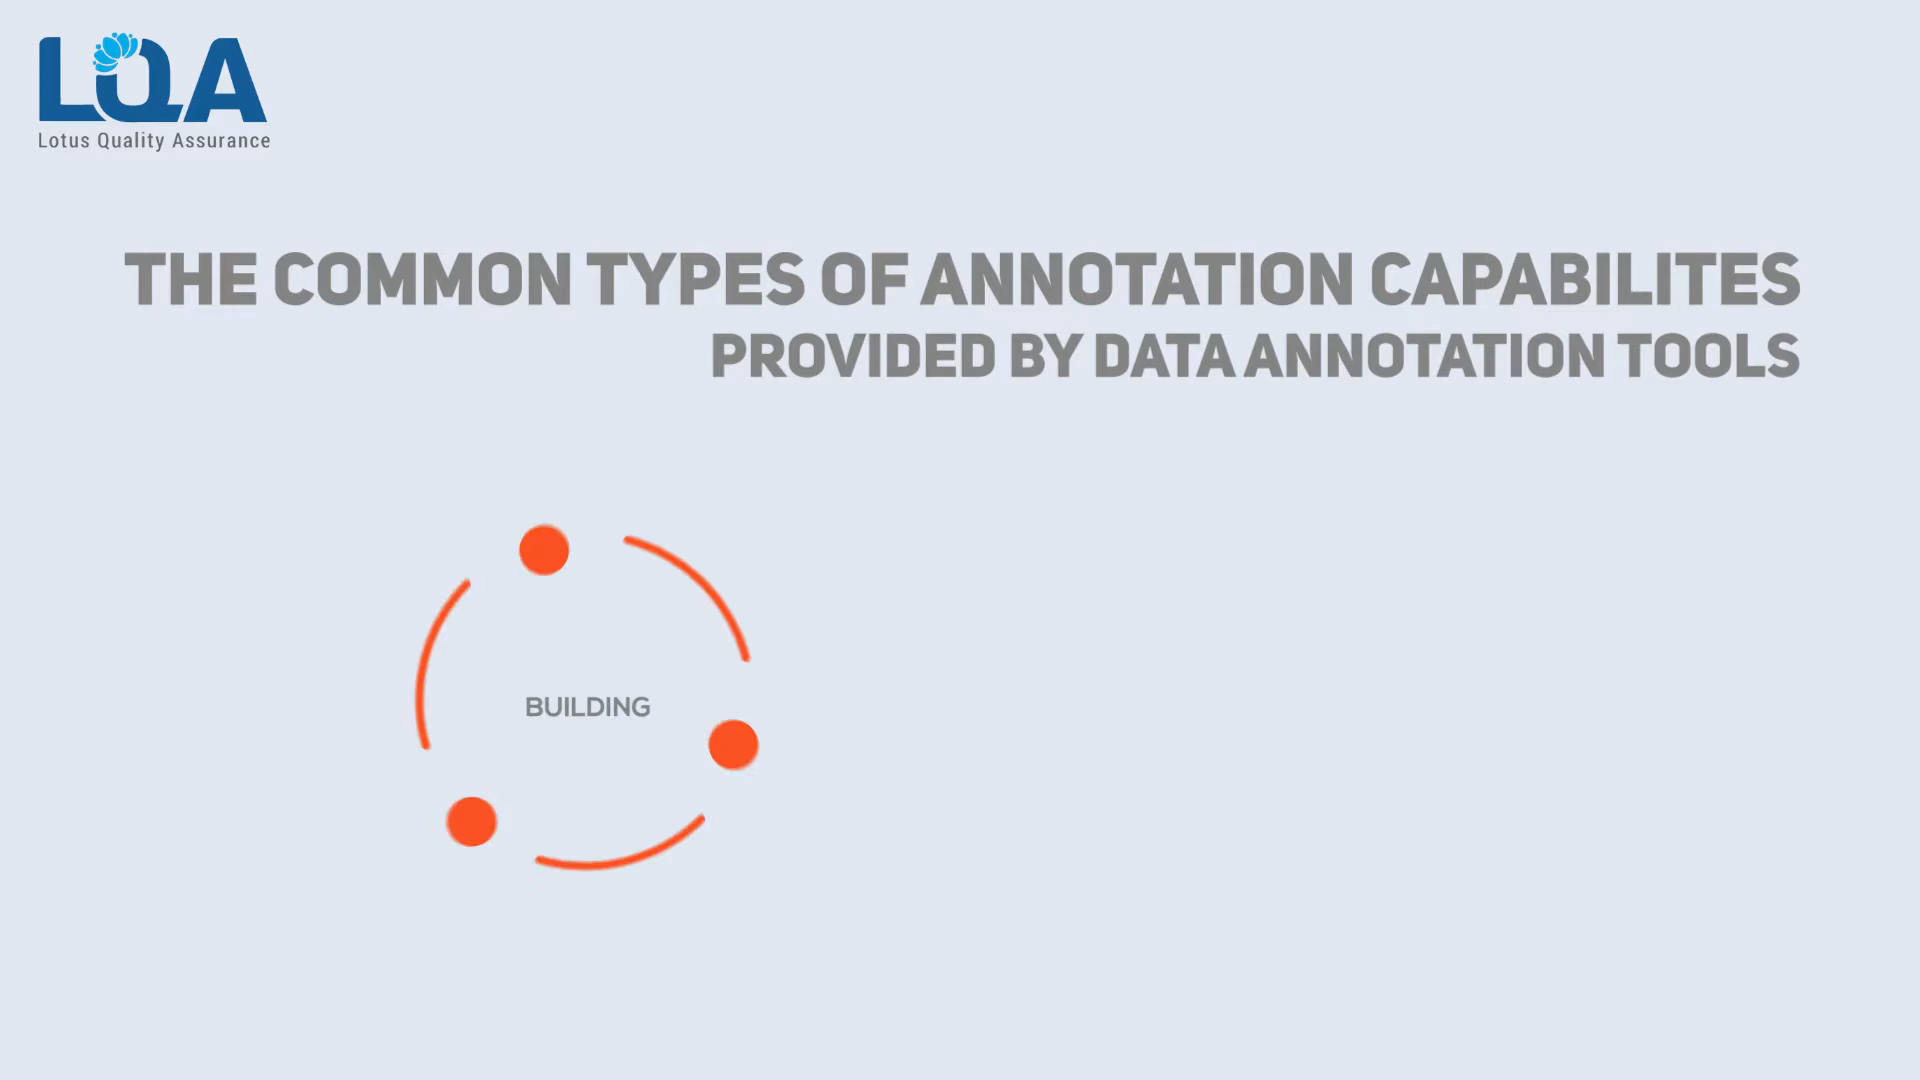 LQA
Lotus Quality Assurance
THE COMMON TYPES OF ANNOTATION CAPABILITES
PROVIDED BY DATA ANNOTATION TOOLS
BUILDING